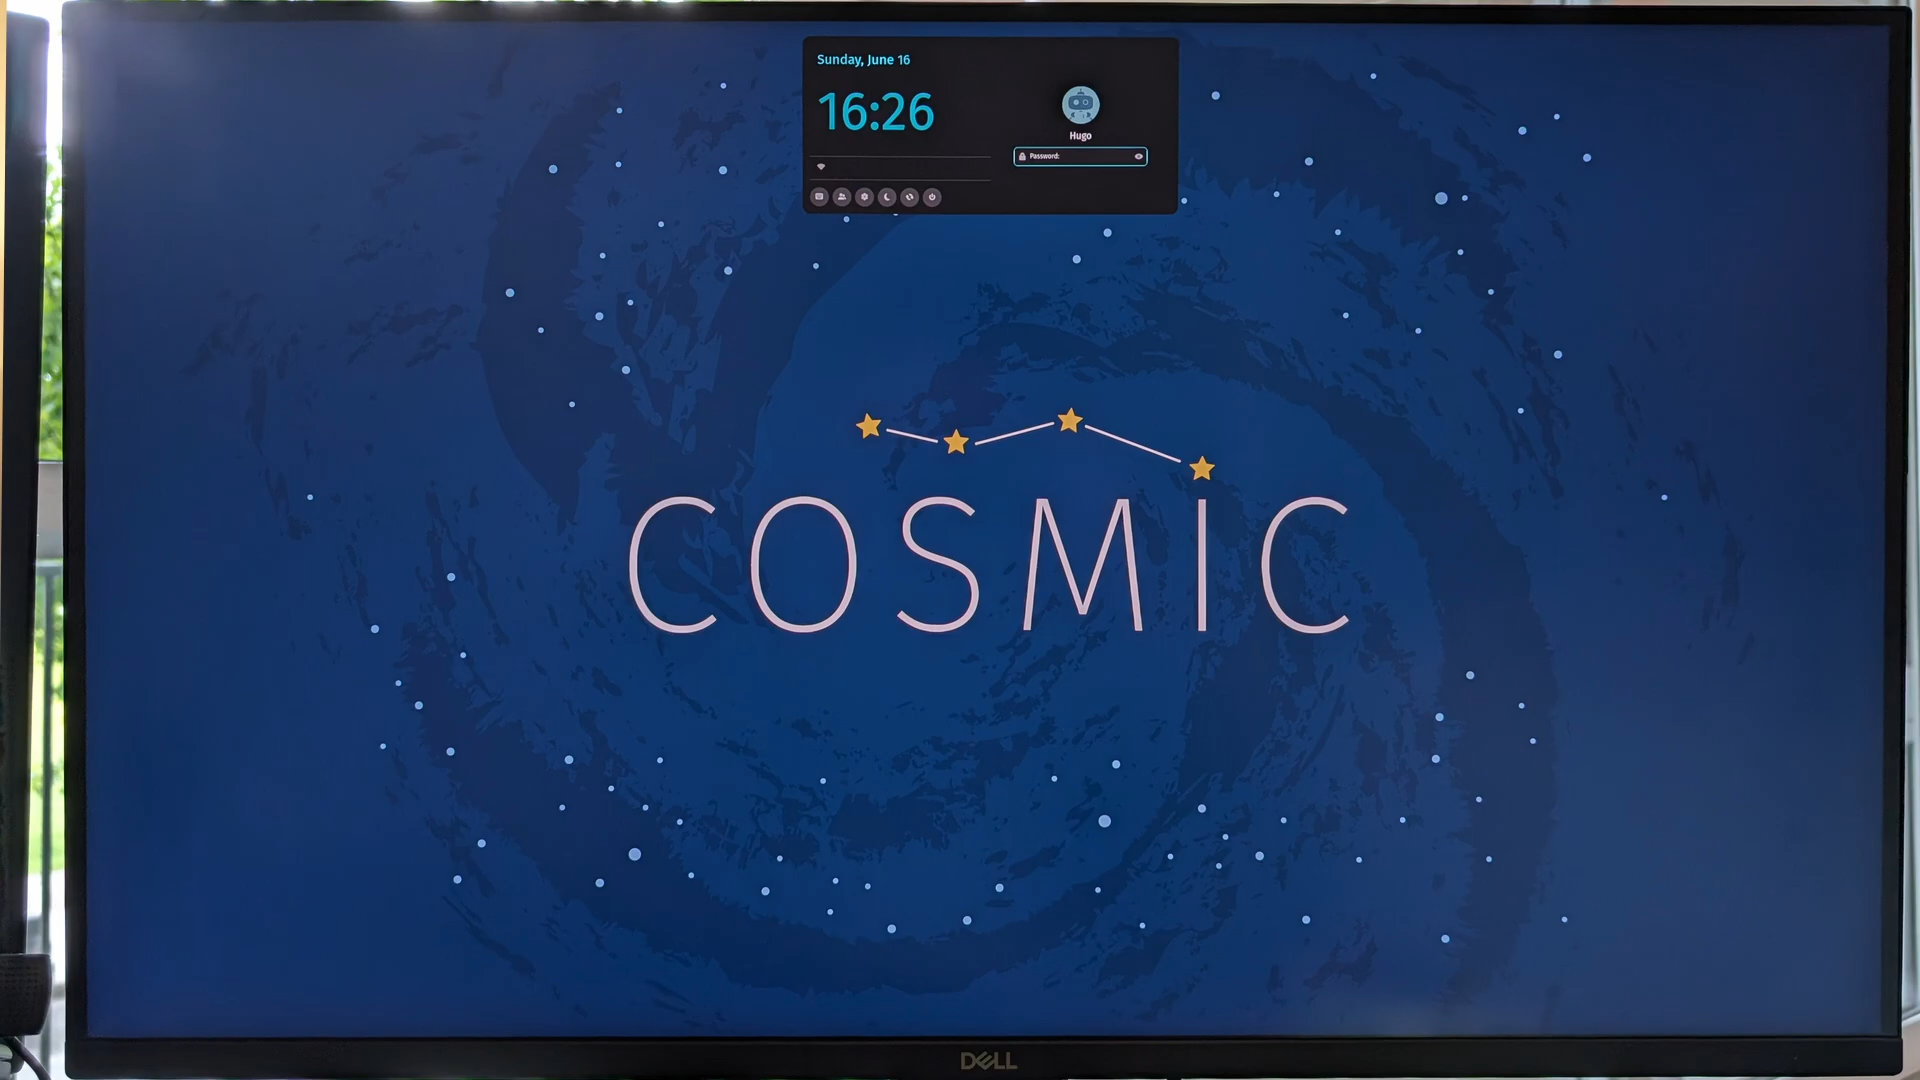 Sunday, June 16
16:26
Hugo
Password:
COSMIC
DELL